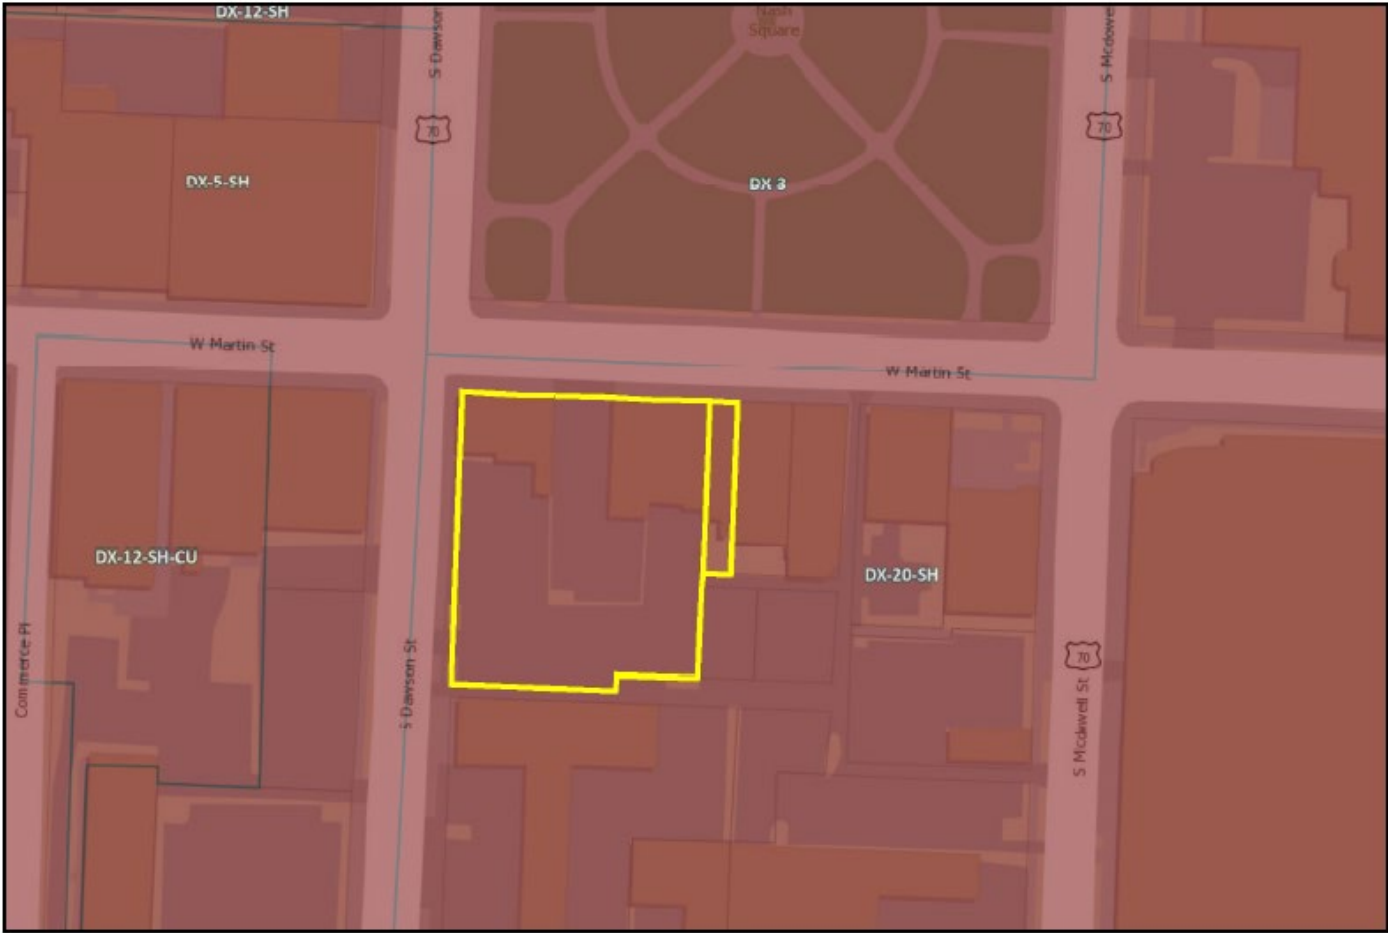 DX-12-SH
S Dawson
Nash
Square
S Mcdowe
70
70
DX-5-SH
DX 3
W Martin St
W Martin St
DX-12-SH-CU
DX-20-SH
Commerce Pl
S Dawson St
70
S Mcdowell St